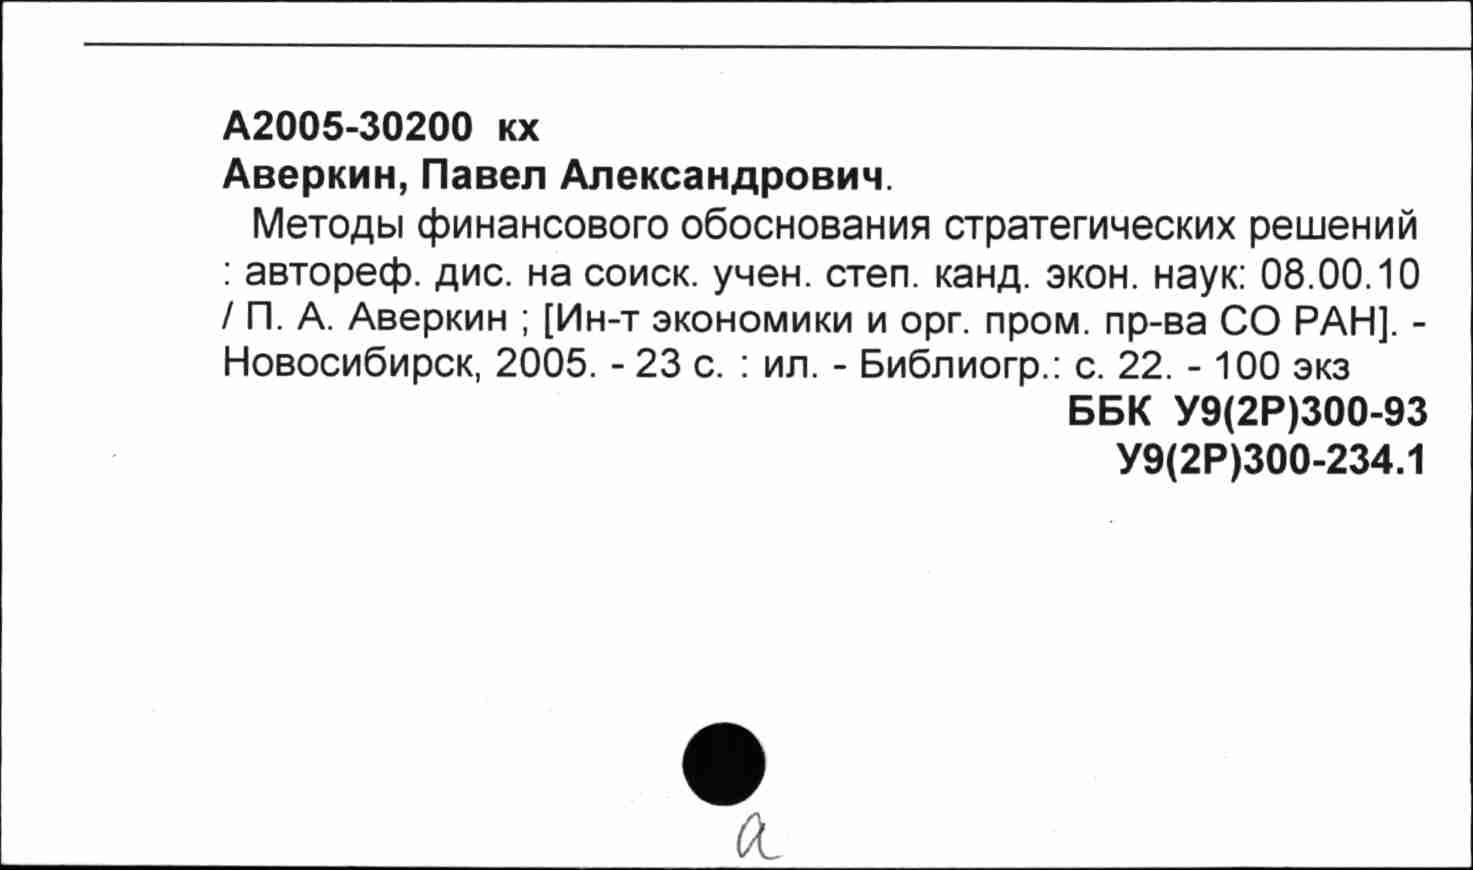 А2005-30200 кх
Аверкин, Павел Александрович.
Методы финансового обоснования стратегических решений
: автореф. дис. на соиск. учен. степ. канд. экон. наук: 08.00.10
/ П. А. Аверкин ; [Ин-т экономики и орг. пром. пр-ва СО РАН]. -
Новосибирск, 2005. - 23 с. : ил. - Библиогр.: с. 22. - 100 экз
ББК У9(2Р)300-93
У9(2Р)300-234.1
а